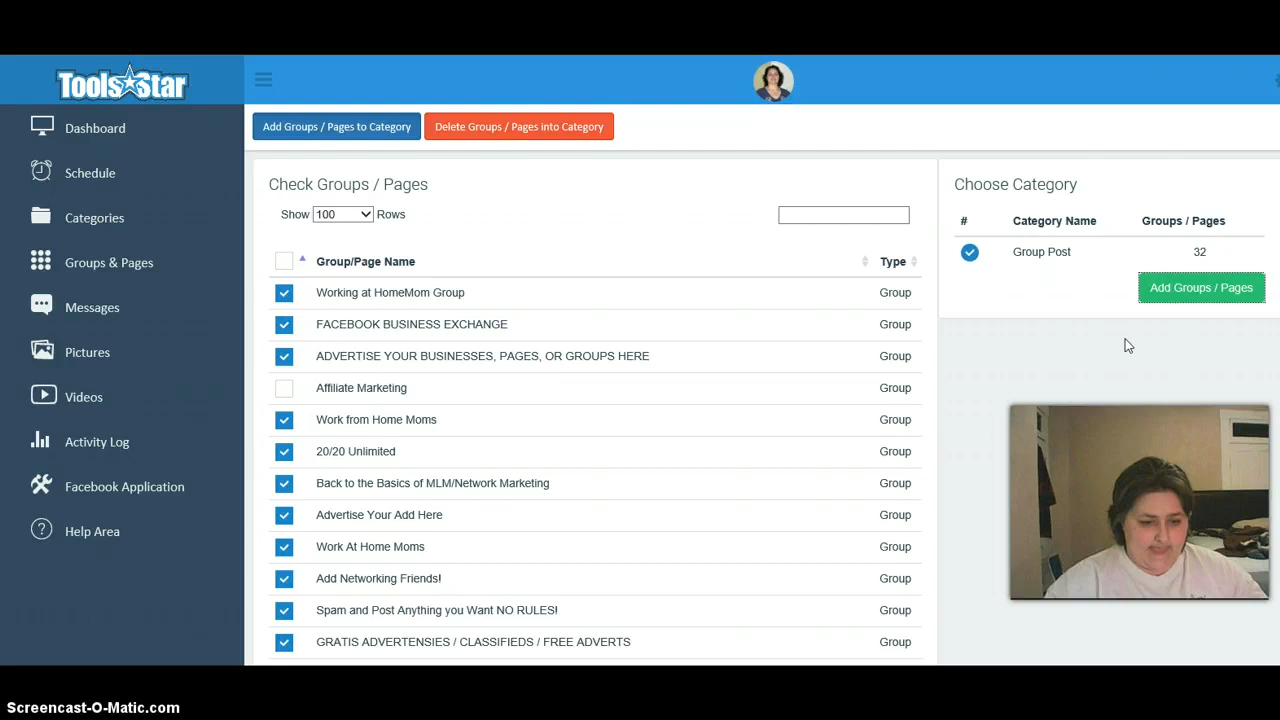 Tools Star
Dashboard
Schedule
Categories
Groups & Pages
Messages
Pictures
Videos
Activity Log
Facebook Application
Help Area
Add Groups / Pages to Category
Delete Groups / Pages into Category
Check Groups / Pages
Show 100 Rows
Group/Page Name Type
Working at HomeMom Group Group
FACEBOOK BUSINESS EXCHANGE Group
ADVERTISE YOUR BUSINESSES, PAGES, OR GROUPS HERE Group
Affiliate Marketing Group
Work from Home Moms Group
20/20 Unlimited Group
Back to the Basics of MLM/Network Marketing Group
Advertise Your Add Here Group
Work At Home Moms Group
Add Networking Friends! Group
Spam and Post Anything you Want NO RULES! Group
GRATIS ADVERTENSIES / CLASSIFIEDS / FREE ADVERTS Group
Choose Category
# Category Name Groups / Pages
Group Post 32
Add Groups / Pages
Screencast-O-Matic.com